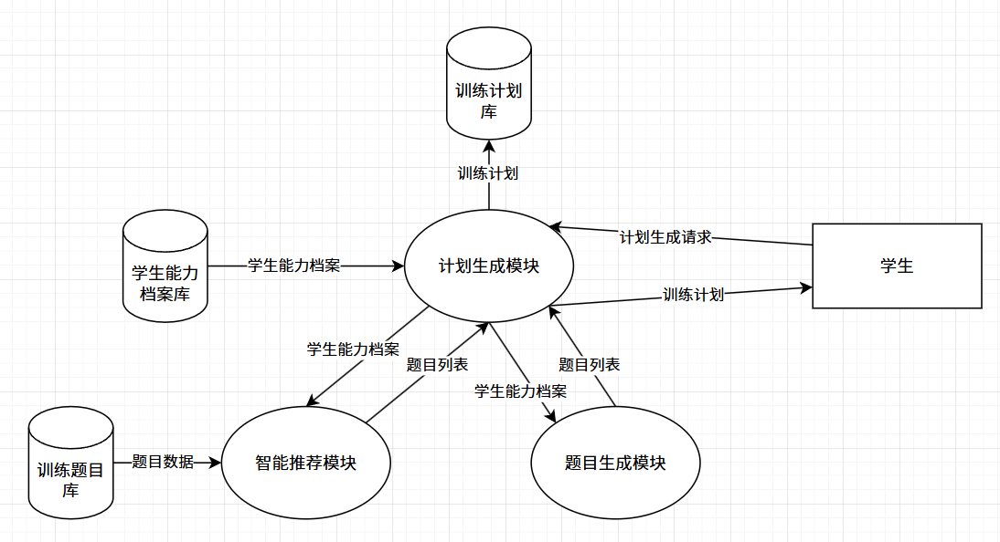 训练计划
库
训练计划
计划生成请求
学生能力
档案库
学生能力档案
计划生成模块
学生
训练计划
学生能力档案
题目列表
题目列表
学生能力档案
训练题目
库
题目数据
智能推荐模块
题目生成模块